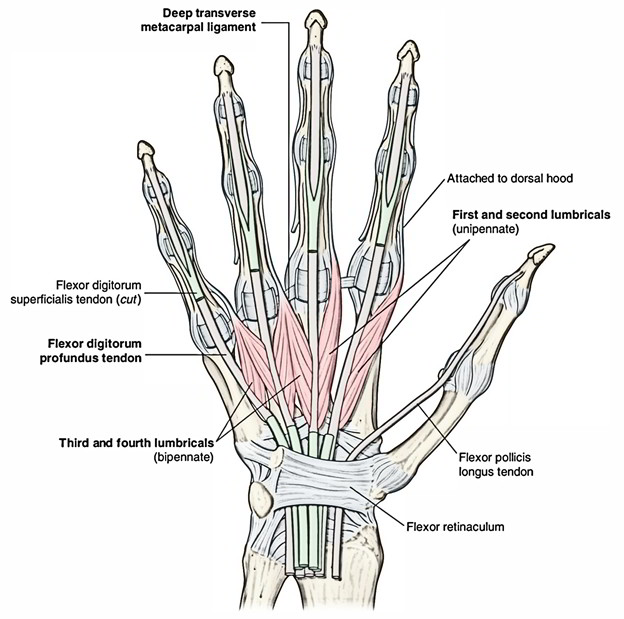 Deep transverse
metacarpal ligament
Attached to dorsal hood
First and second lumbricals
(unipennate)
Flexor digitorum
superficialis tendon (cut)
Flexor digitorum
profundus tendon
Third and fourth lumbricals
(bipennate)
Flexor pollicis
longus tendon
Flexor retinaculum